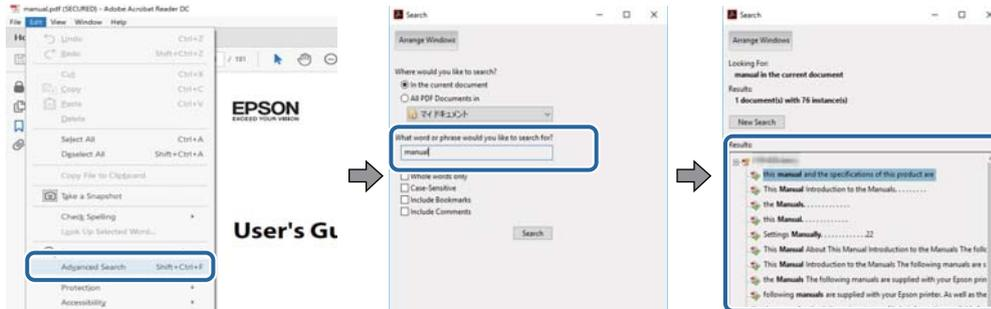 manual.pdf (SECURED) - Adobe Acrobat Reader DC
File Edit View Window Help
Undo Ctrl+Z
Redo Shift+Ctrl+Z
Cut Ctrl+X
Copy Ctrl+C
Paste Ctrl+V
Delete
Select All Ctrl+A
Deselect All Shift+Ctrl+A
Copy File to Clipboard
Take a Snapshot
Check Spelling
Look Up Selected Word...
Advanced Search Shift+Ctrl+F
Protection
Accessibility
/ 191
EPSON
EXCEED YOUR VISION
User's Gu
Search
Arrange Windows
Where would you like to search?
In the current document
All PDF Documents in
マイ ドキュメント
What word or phrase would you like to search for?
manual
Whole words only
Case-Sensitive
Include Bookmarks
Include Comments
Search
Search
Arrange Windows
Looking For:
manual in the current document
Results:
1 document(s) with 76 instance(s)
New Search
Results:
this manual and the specifications of this product are
This Manual Introduction to the Manuals. . . . . . . . .
the Manuals. . . . . . . . . . . .
this Manual. . . . . . . . . . . .
Settings Manually. . . . . . . . . . . .22
This Manual About This Manual Introduction to the Manuals The follo
This Manual Introduction to the Manuals The following manuals are s
the Manuals The following manuals are supplied with your Epson prin
following manuals are supplied with your Epson printer. As well as the